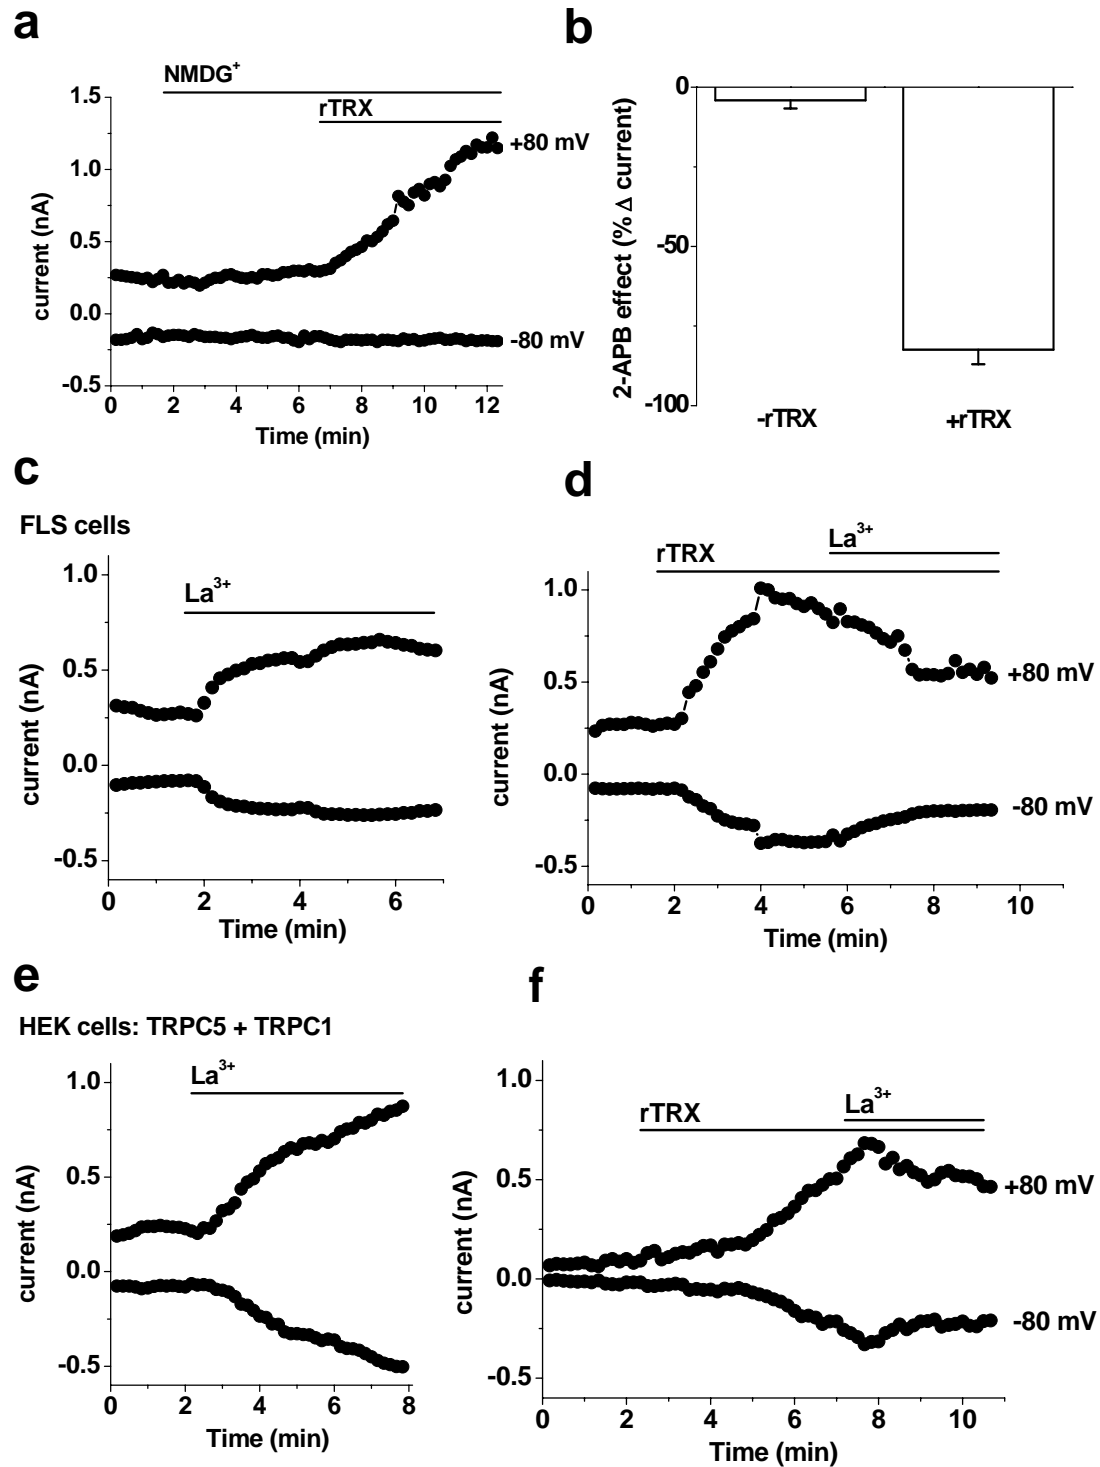 a
NMDG⁺
rTRX
1.5
1.0
0.5
0.0
-0.5
current (nA)
+80 mV
-80 mV
0 2 4 6 8 10 12
Time (min)
b
0
-50
-100
2-APB effect (% Δ current)
-rTRX +rTRX
c
FLS cells
La³⁺
1.0
0.5
0.0
-0.5
current (nA)
0 2 4 6
Time (min)
d
La³⁺
rTRX
1.0
0.5
0.0
-0.5
current (nA)
+80 mV
-80 mV
0 2 4 6 8 10
Time (min)
e
HEK cells: TRPC5 + TRPC1
La³⁺
1.0
0.5
0.0
-0.5
current (nA)
0 2 4 6 8
Time (min)
f
La³⁺
rTRX
1.0
0.5
0.0
-0.5
current (nA)
+80 mV
-80 mV
0 2 4 6 8 10
Time (min)